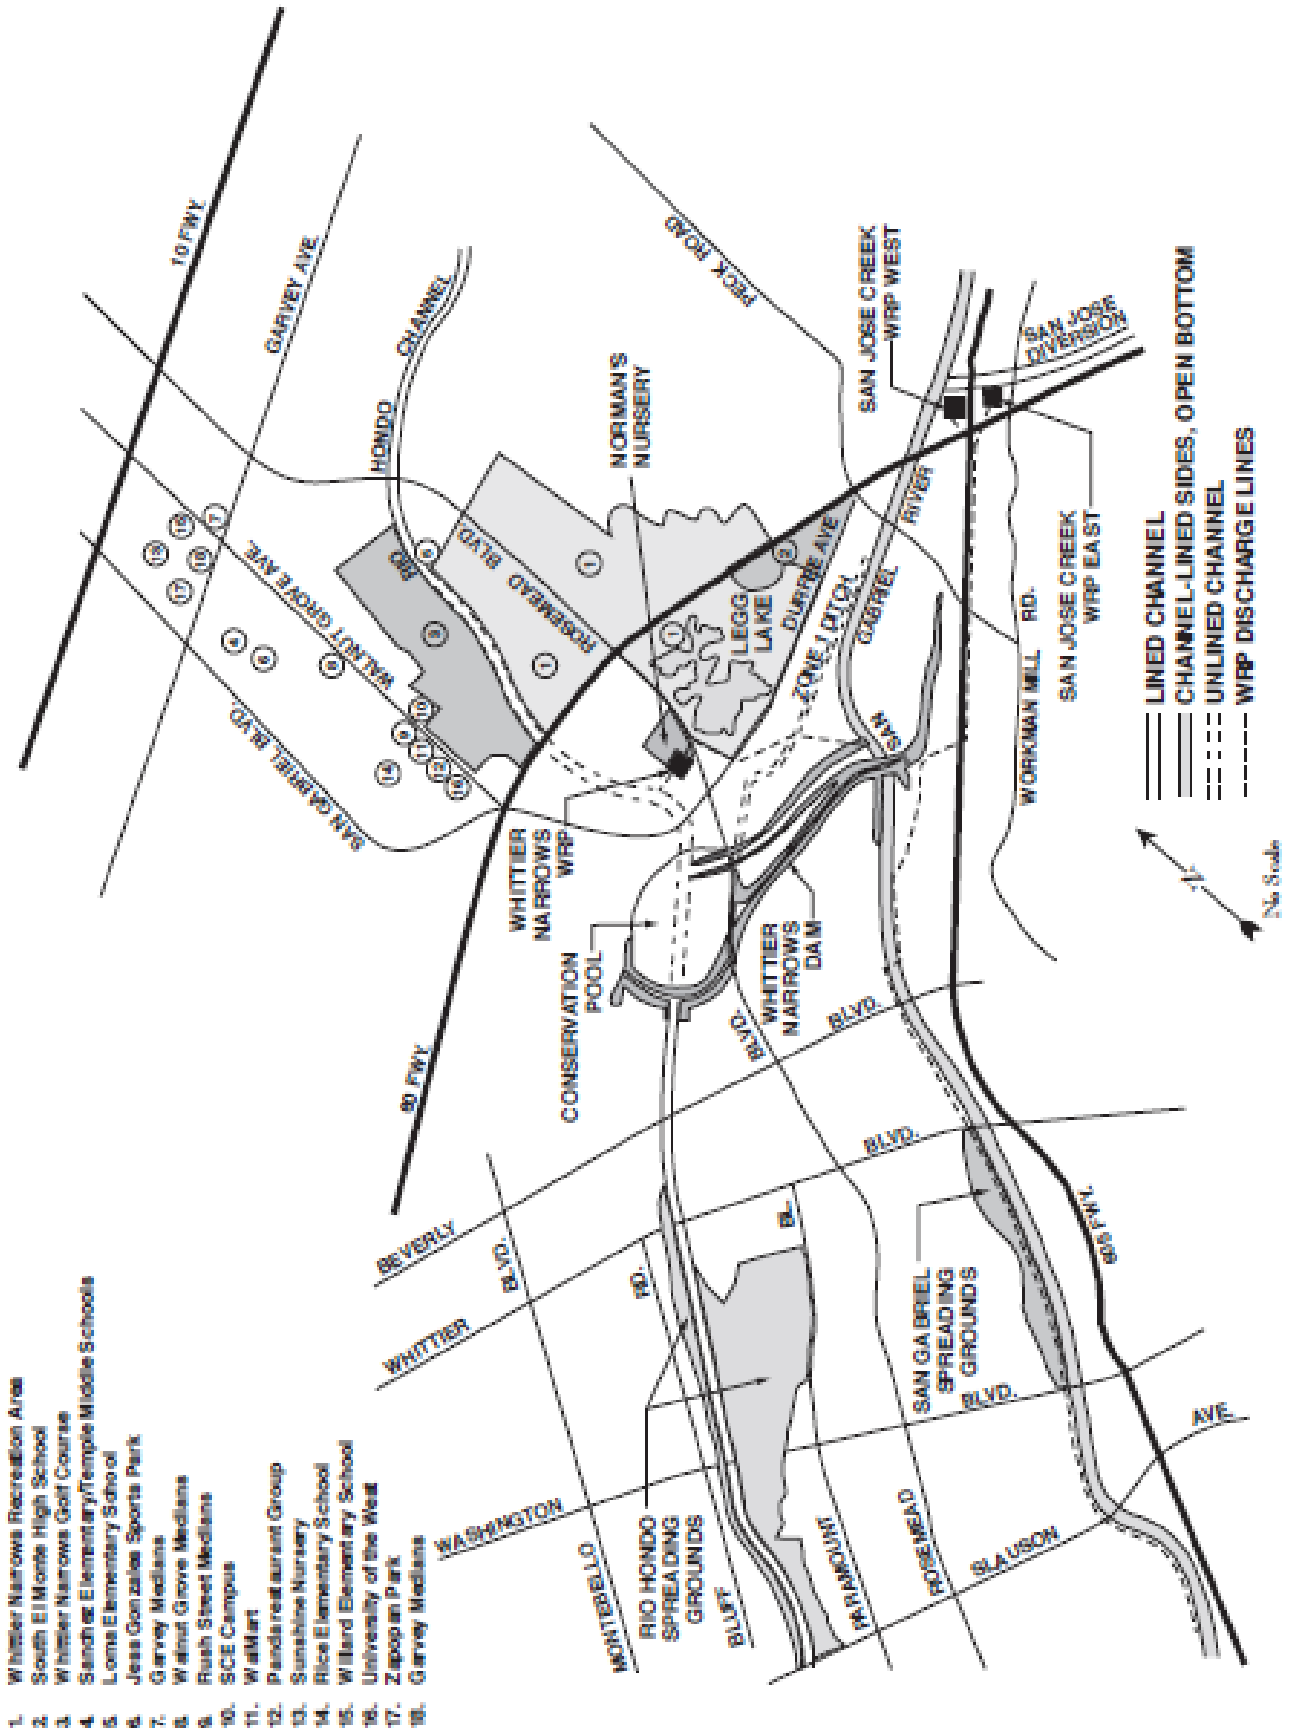 1. Whittier Narrows Recreation Area
2. South El Monte High School
3. Whittier Narrows Golf Course
4. Sanchez Elementary/Temple Middle Schools
5. Loma Elementary School
6. Jess Gonzales Sports Park
7. Garvey Medians
8. Walnut Grove Medians
9. Rush Street Medians
10. SCE Campus
11. WalMart
12. Panda restaurant Group
13. Sunshine Nursery
14. Rice Elementary School
15. Willard Elementary School
16. University of the West
17. Zapopan Park
18. Garvey Medians
10 FWY.
GARVEY AVE.
SAN GABRIEL BLVD.
WALNUT GROVE AVE.
RIO
HONDO
CHANNEL
ROSEMEAD BLVD.
PECK ROAD
NORMAN'S
NURSERY
LEGG
LAKE
DURFEE AVE
ZONE 1 DITCH
SAN
GABRIEL
RIVER
SAN JOSE CREEK
WRP WEST
SAN JOSE
DIVERSION
SAN JOSE CREEK
WRP EAST
WORKMAN MILL RD.
WHITTIER
NARROWS
WRP
CONSERVATION
POOL
WHITTIER
NARROWS
DAM
60 FWY.
BEVERLY
BLVD.
WHITTIER
BLVD.
WASHINGTON
BLVD.
MONTEBELLO
BLVD.
BLUFF
RD.
PARAMOUNT
BL.
ROSEMEAD
BLVD.
SLAUSON
AVE.
605 FWY.
RIO HONDO
SPREADING
GROUNDS
SAN GABRIEL
SPREADING
GROUNDS
LINED CHANNEL
CHANNEL-LINED SIDES, OPEN BOTTOM
UNLINED CHANNEL
WRP DISCHARGE LINES
N
No Scale